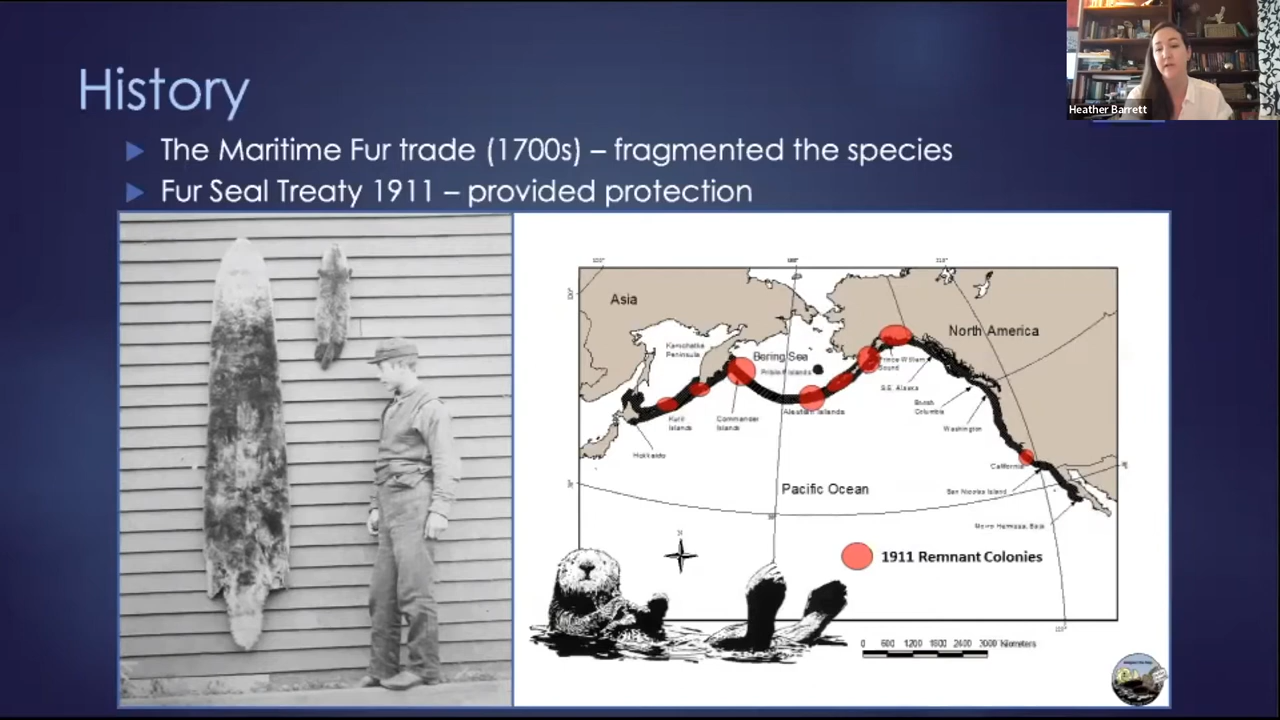 Heather Barrett
History
The Maritime Fur trade (1700s) – fragmented the species
Fur Seal Treaty 1911 – provided protection
Asia
North America
Kamchatka
Peninsula
Bering Sea
Pribilof Islands
Prince William
Sound
S.E. Alaska
British
Columbia
Washington
Kuril
Islands
Commander
Islands
Aleutian Islands
Hokkaido
California
San Nicolas Island
Morro Hermoso, Baja
Pacific Ocean
1911 Remnant Colonies
0 600 1200 1800 2400 3000 Kilometers